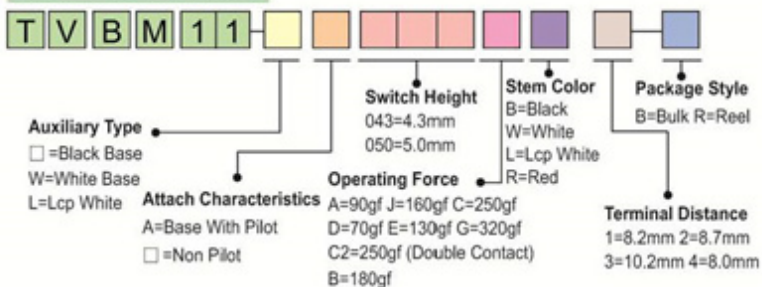 TVBM11-
Switch Height
043=4.3mm
050=5.0mm
Stem Color
B=Black
W=White
L=Lcp White
R=Red
Package Style
B=Bulk R=Reel
Auxiliary Type
□ =Black Base
W=White Base
L=Lcp White
Attach Characteristics
A=Base With Pilot
□ =Non Pilot
Operating Force
A=90gf J=160gf C=250gf
D=70gf E=130gf G=320gf
C2=250gf (Double Contact)
B=180gf
Terminal Distance
1=8.2mm 2=8.7mm
3=10.2mm 4=8.0mm